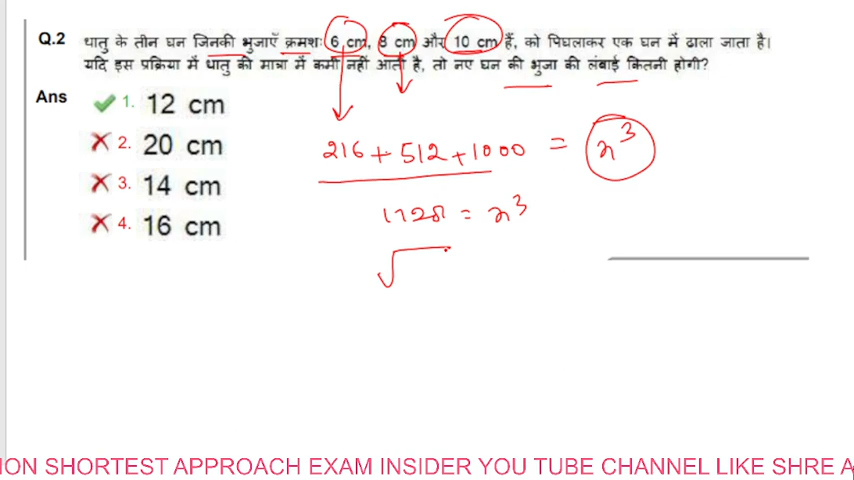 Q.2 धातु के तीन घन जिनकी भुजाएँ क्रमशः 6 cm, 8 cm और 10 cm हैं, को पिघलाकर एक घन में ढाला जाता है।
यदि इस प्रक्रिया में धातु की मात्रा में कमी नहीं आती है, तो नए घन की भुजा की लंबाई कितनी होगी?
Ans 1. 12 cm
2. 20 cm
3. 14 cm
4. 16 cm
216 + 512 + 1000 = x³
1728 = x³
√
ION SHORTEST APPROACH EXAM INSIDER YOU TUBE CHANNEL LIKE SHRE A